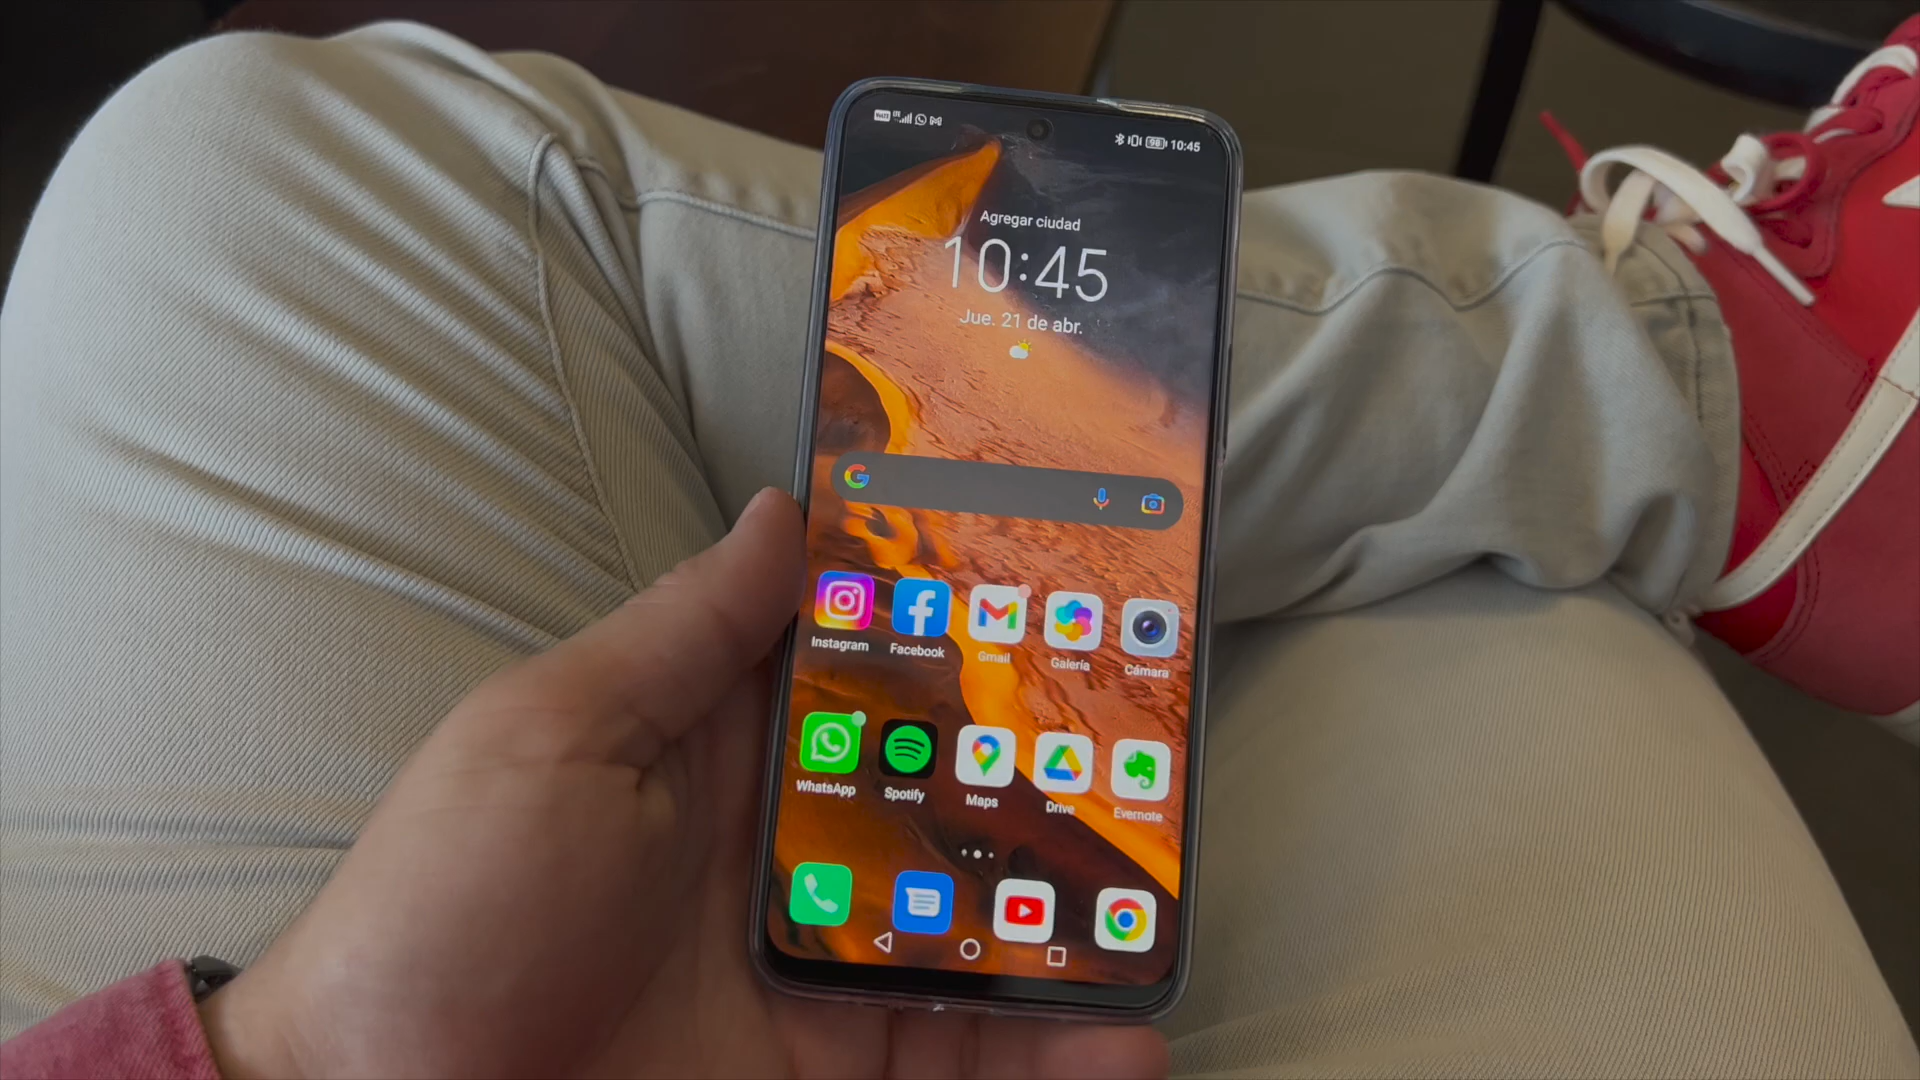 98 10:45
Agregar ciudad
10:45
Jue. 21 de abr.
Instagram
Facebook
Gmail
Galería
Cámara
WhatsApp
Spotify
Maps
Drive
Evernote